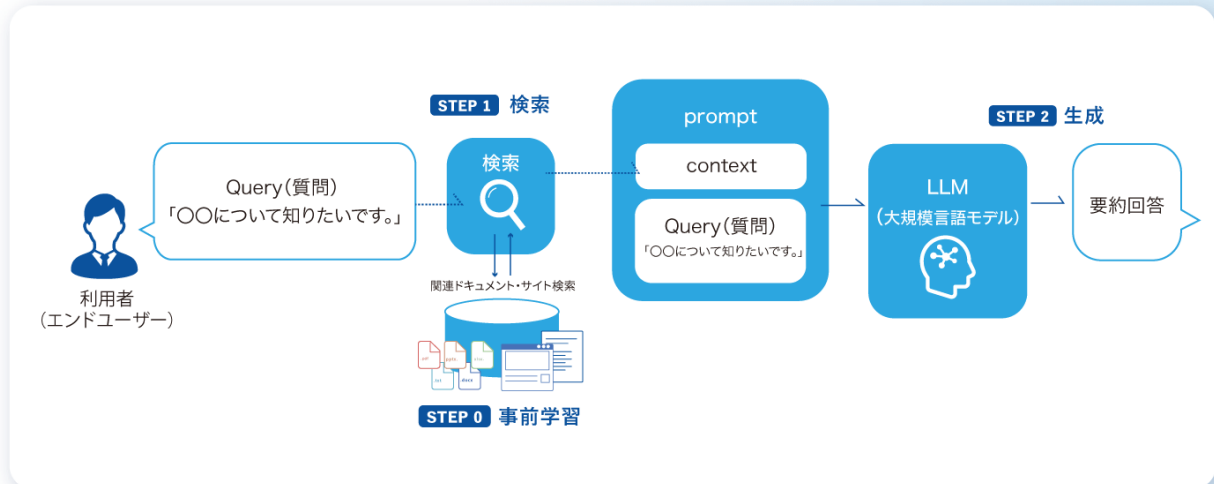 STEP 1 検索
prompt
STEP 2 生成
検索
context
Query(質問)
「〇〇について知りたいです。」
LLM
(大規模言語モデル)
要約回答
Query(質問)
「〇〇について知りたいです。」
関連ドキュメント・サイト検索
利用者
(エンドユーザー)
txt
.docx
STEP 0 事前学習